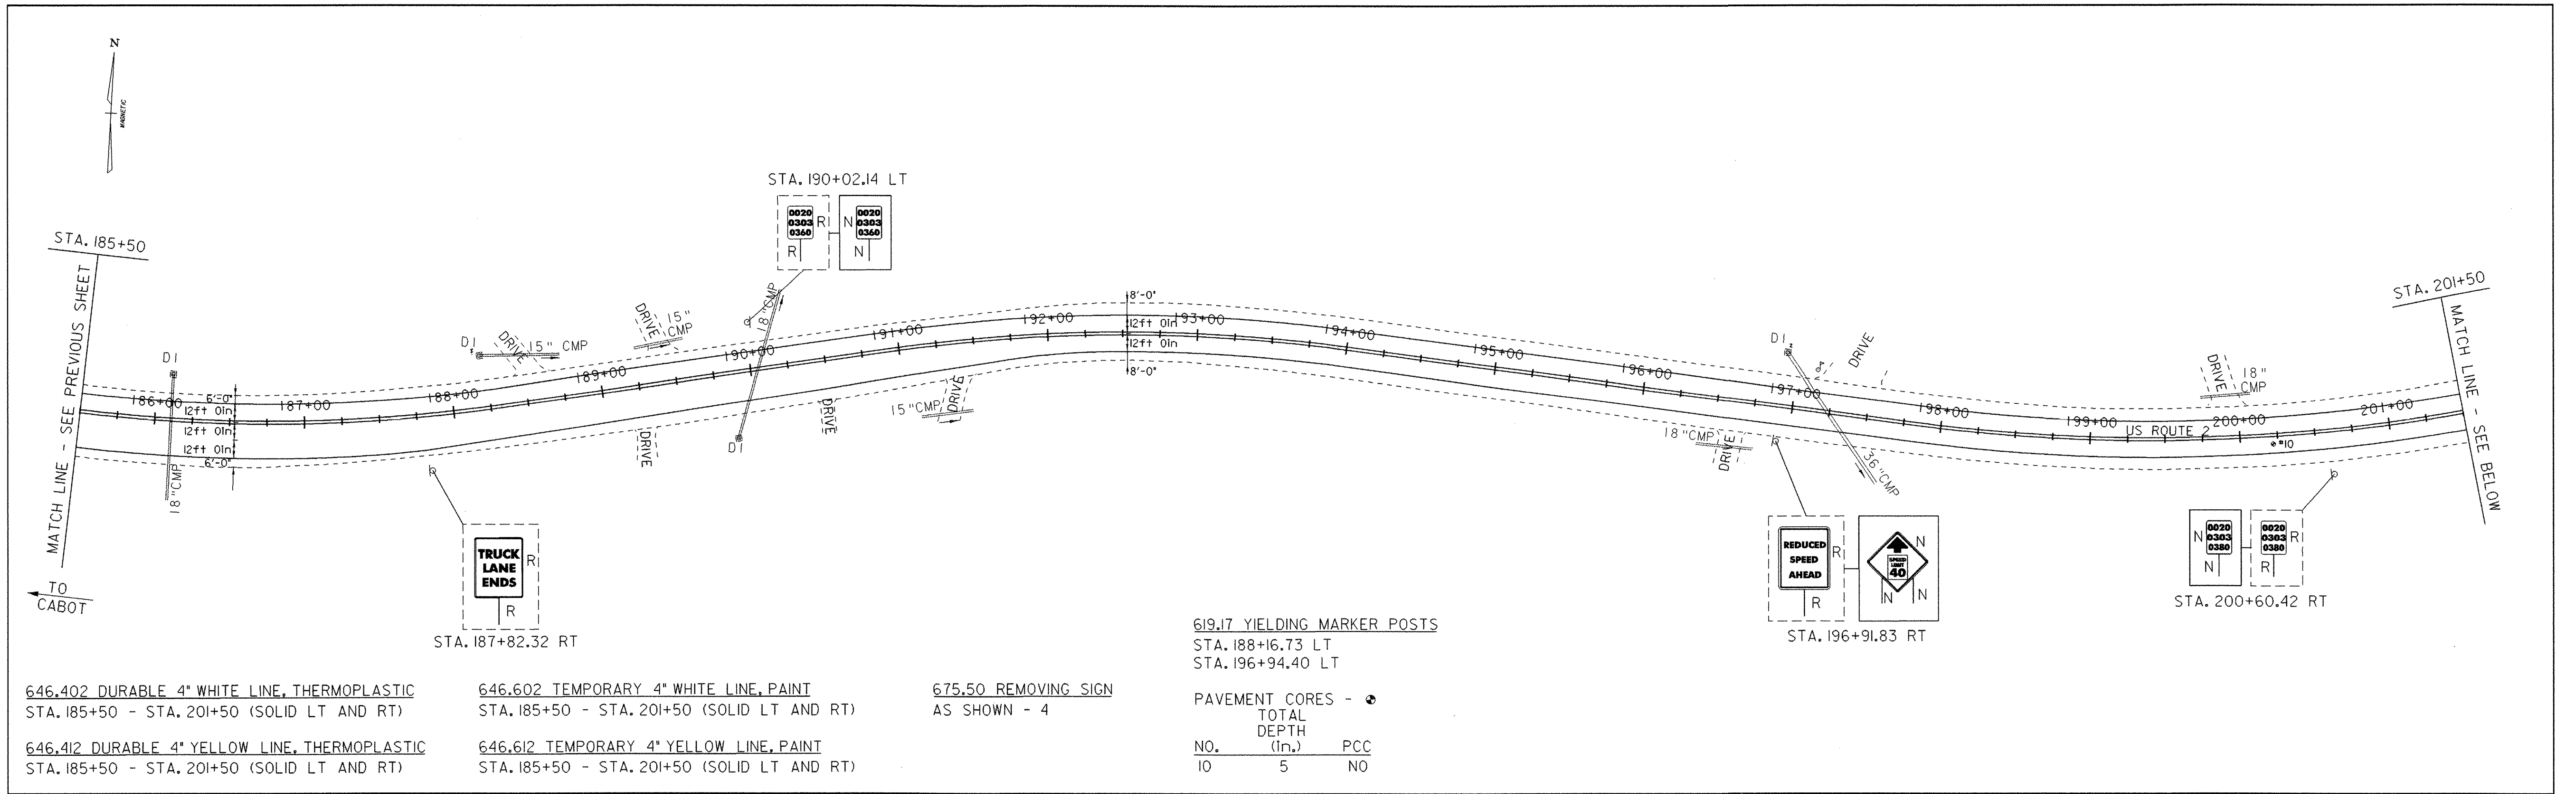 N
MAGNETIC
STA. 190+02.14 LT
0020
0303
0360
R
R
N
0020
0303
0360
N
STA. 185+50
MATCH LINE - SEE PREVIOUS SHEET
TO
CABOT
DI
18"CMP
186+00
6'-0"
12ft 0in
12ft 0in
12ft 0in
6'-0"
187+00
188+00
DI
DRIVE
15" CMP
DRIVE
15"
CMP
189+00
190+00
18"CMP
DI
DRIVE
DRIVE
15"CMP
DRIVE
191+00
192+00
8'-0"
12ft 0in
12ft 0in
8'-0"
193+00
194+00
195+00
196+00
197+00
DI
DRIVE
18"CMP
DRIVE
36"CMP
198+00
199+00
US ROUTE 2
200+00
#10
DRIVE
18"
CMP
201+00
STA. 201+50
MATCH LINE - SEE BELOW
TRUCK
LANE
ENDS
R
R
STA. 187+82.32 RT
REDUCED
SPEED
AHEAD
R
R
SPEED
LIMIT
40
N
N
N
STA. 196+91.83 RT
N
0020
0303
0380
N
0020
0303
0380
R
R
STA. 200+60.42 RT
619.17 YIELDING MARKER POSTS
STA. 188+16.73 LT
STA. 196+94.40 LT
646.402 DURABLE 4" WHITE LINE, THERMOPLASTIC
STA. 185+50 - STA. 201+50 (SOLID LT AND RT)
646.412 DURABLE 4" YELLOW LINE, THERMOPLASTIC
STA. 185+50 - STA. 201+50 (SOLID LT AND RT)
646.602 TEMPORARY 4" WHITE LINE, PAINT
STA. 185+50 - STA. 201+50 (SOLID LT AND RT)
646.612 TEMPORARY 4" YELLOW LINE, PAINT
STA. 185+50 - STA. 201+50 (SOLID LT AND RT)
675.50 REMOVING SIGN
AS SHOWN - 4
PAVEMENT CORES -
TOTAL
DEPTH
NO. (in.) PCC
10 5 NO